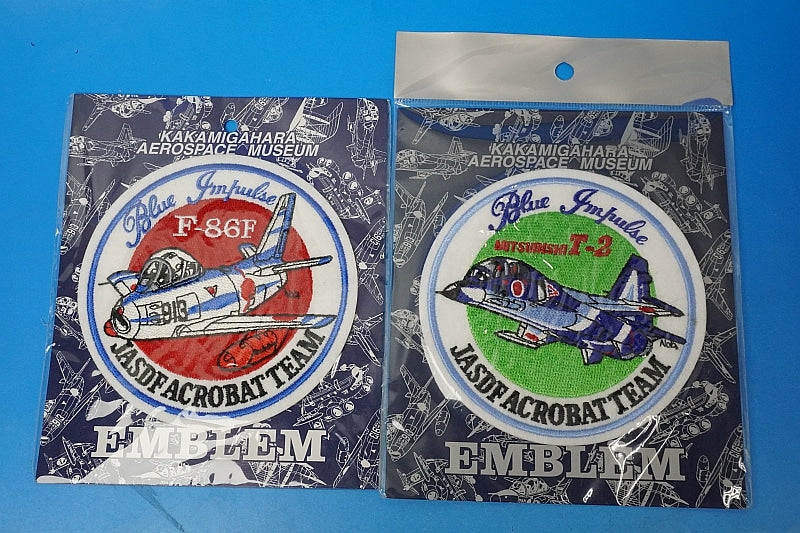 KAKAMIGAHARA
AEROSPACE MUSEUM
Blue Impulse
F-86F
JASDF ACROBAT TEAM
EMBLEM
KAKAMIGAHARA
AEROSPACE MUSEUM
Blue Impulse
MITSUBISHI T-2
JASDF ACROBAT TEAM
EMBLEM